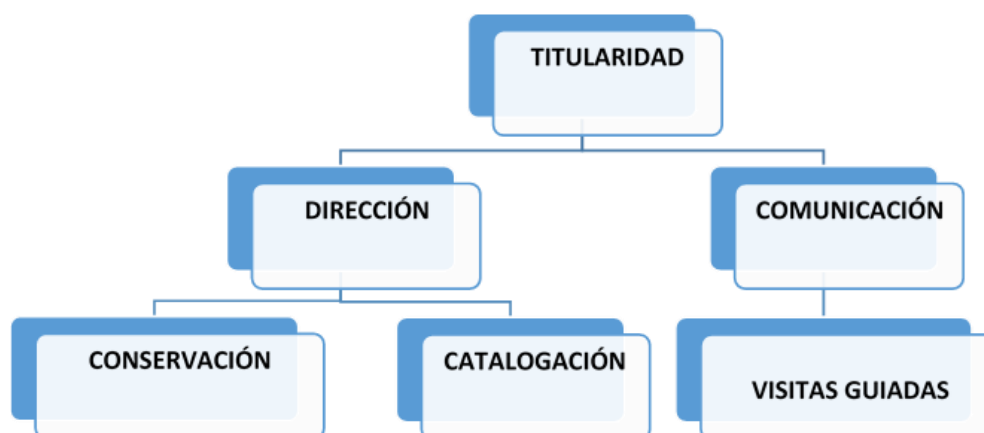 TITULARIDAD
DIRECCIÓN
COMUNICACIÓN
CONSERVACIÓN
CATALOGACIÓN
VISITAS GUIADAS